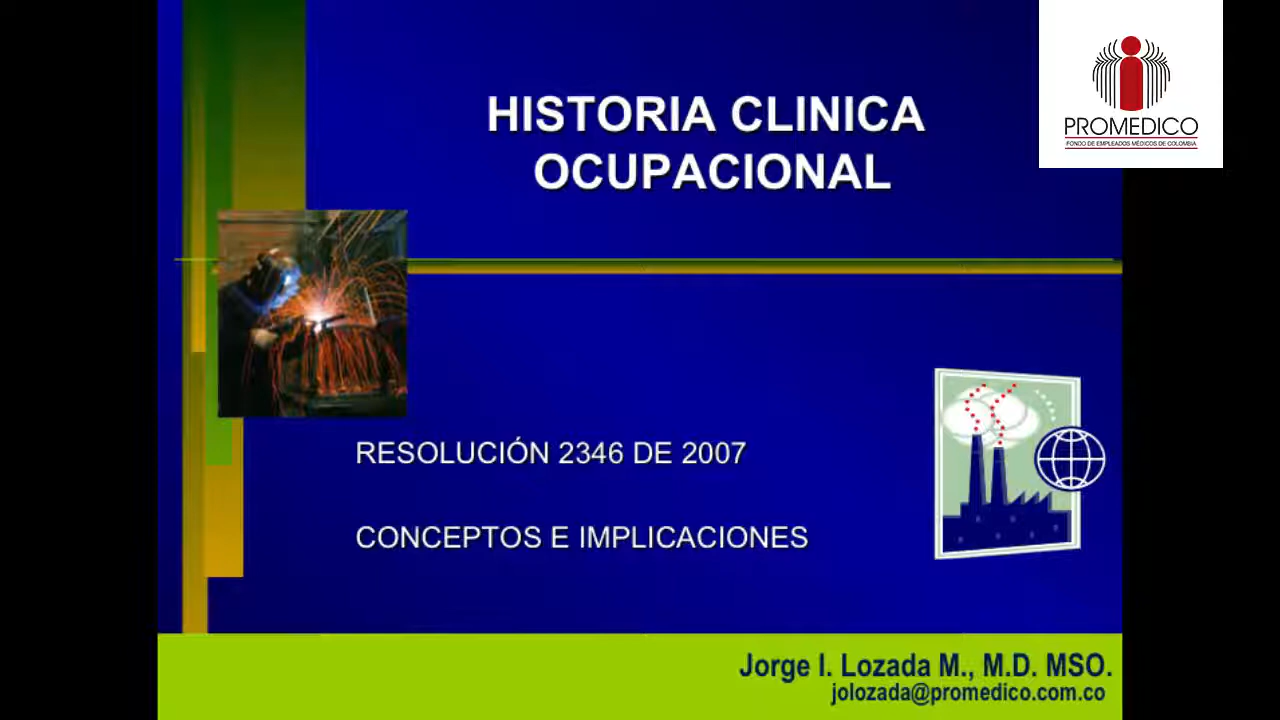 HISTORIA CLINICA
OCUPACIONAL
PROMEDICO
FONDO DE EMPLEADOS MÉDICOS DE COLOMBIA
RESOLUCIÓN 2346 DE 2007
CONCEPTOS E IMPLICACIONES
Jorge I. Lozada M., M.D. MSO.
jolozada@promedico.com.co